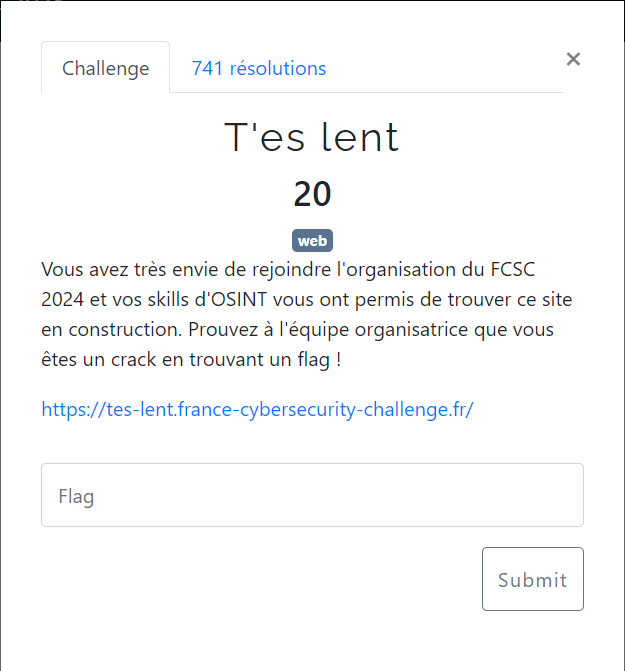 Challenge
741 résolutions
×
T'es lent
20
web
Vous avez très envie de rejoindre l'organisation du FCSC
2024 et vos skills d'OSINT vous ont permis de trouver ce site
en construction. Prouvez à l'équipe organisatrice que vous
êtes un crack en trouvant un flag !
https://tes-lent.france-cybersecurity-challenge.fr/
Flag
Submit